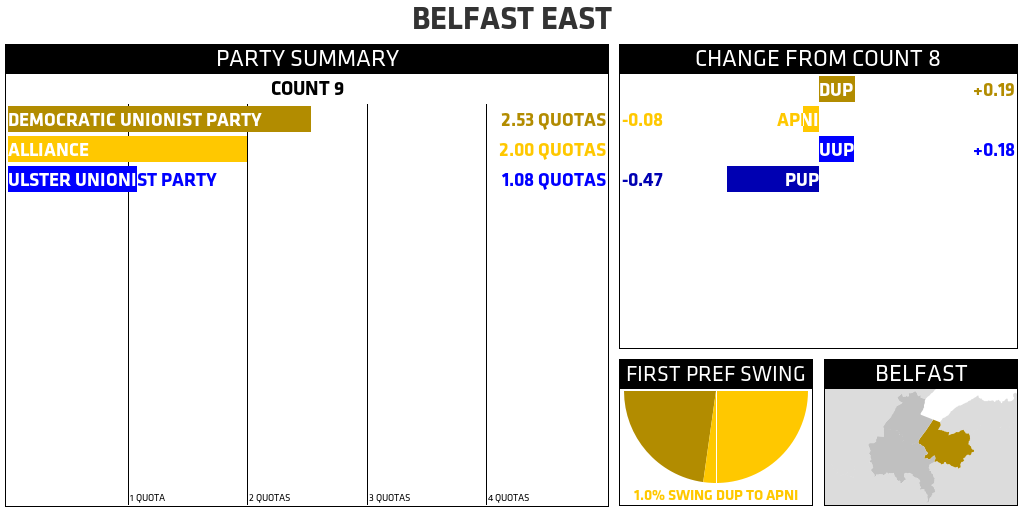 BELFAST EAST
PARTY SUMMARY
COUNT 9
DEMOCRATIC UNIONIST PARTY 2.53 QUOTAS
ALLIANCE 2.00 QUOTAS
ULSTER UNIONIST PARTY 1.08 QUOTAS
1 QUOTA 2 QUOTAS 3 QUOTAS 4 QUOTAS
CHANGE FROM COUNT 8
DUP +0.19
-0.08 APNI
UUP +0.18
-0.47 PUP
FIRST PREF SWING
1.0% SWING DUP TO APNI
BELFAST